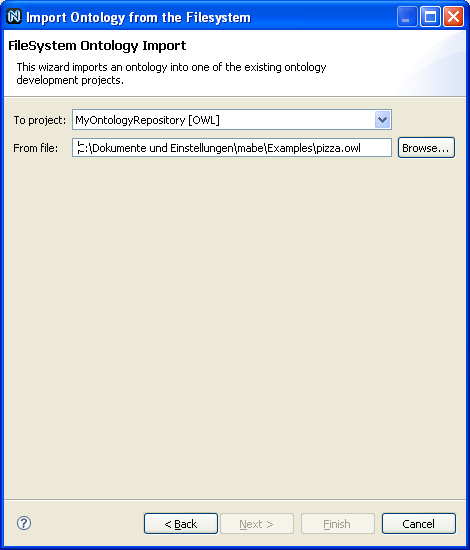 Import Ontology from the Filesystem
FileSystem Ontology Import
This wizard imports an ontology into one of the existing ontology
development projects.
To project: MyOntologyRepository [OWL]
From file: :\Dokumente und Einstellungen\mabe\Examples\pizza.owl Browse...
< Back Next > Finish Cancel